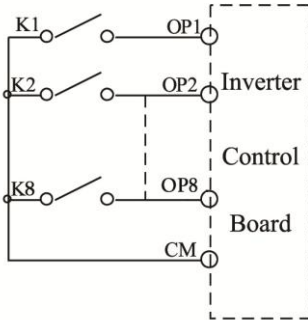 K1 OP1
K2 OP2 Inverter
Control
K8 OP8
Board
CM